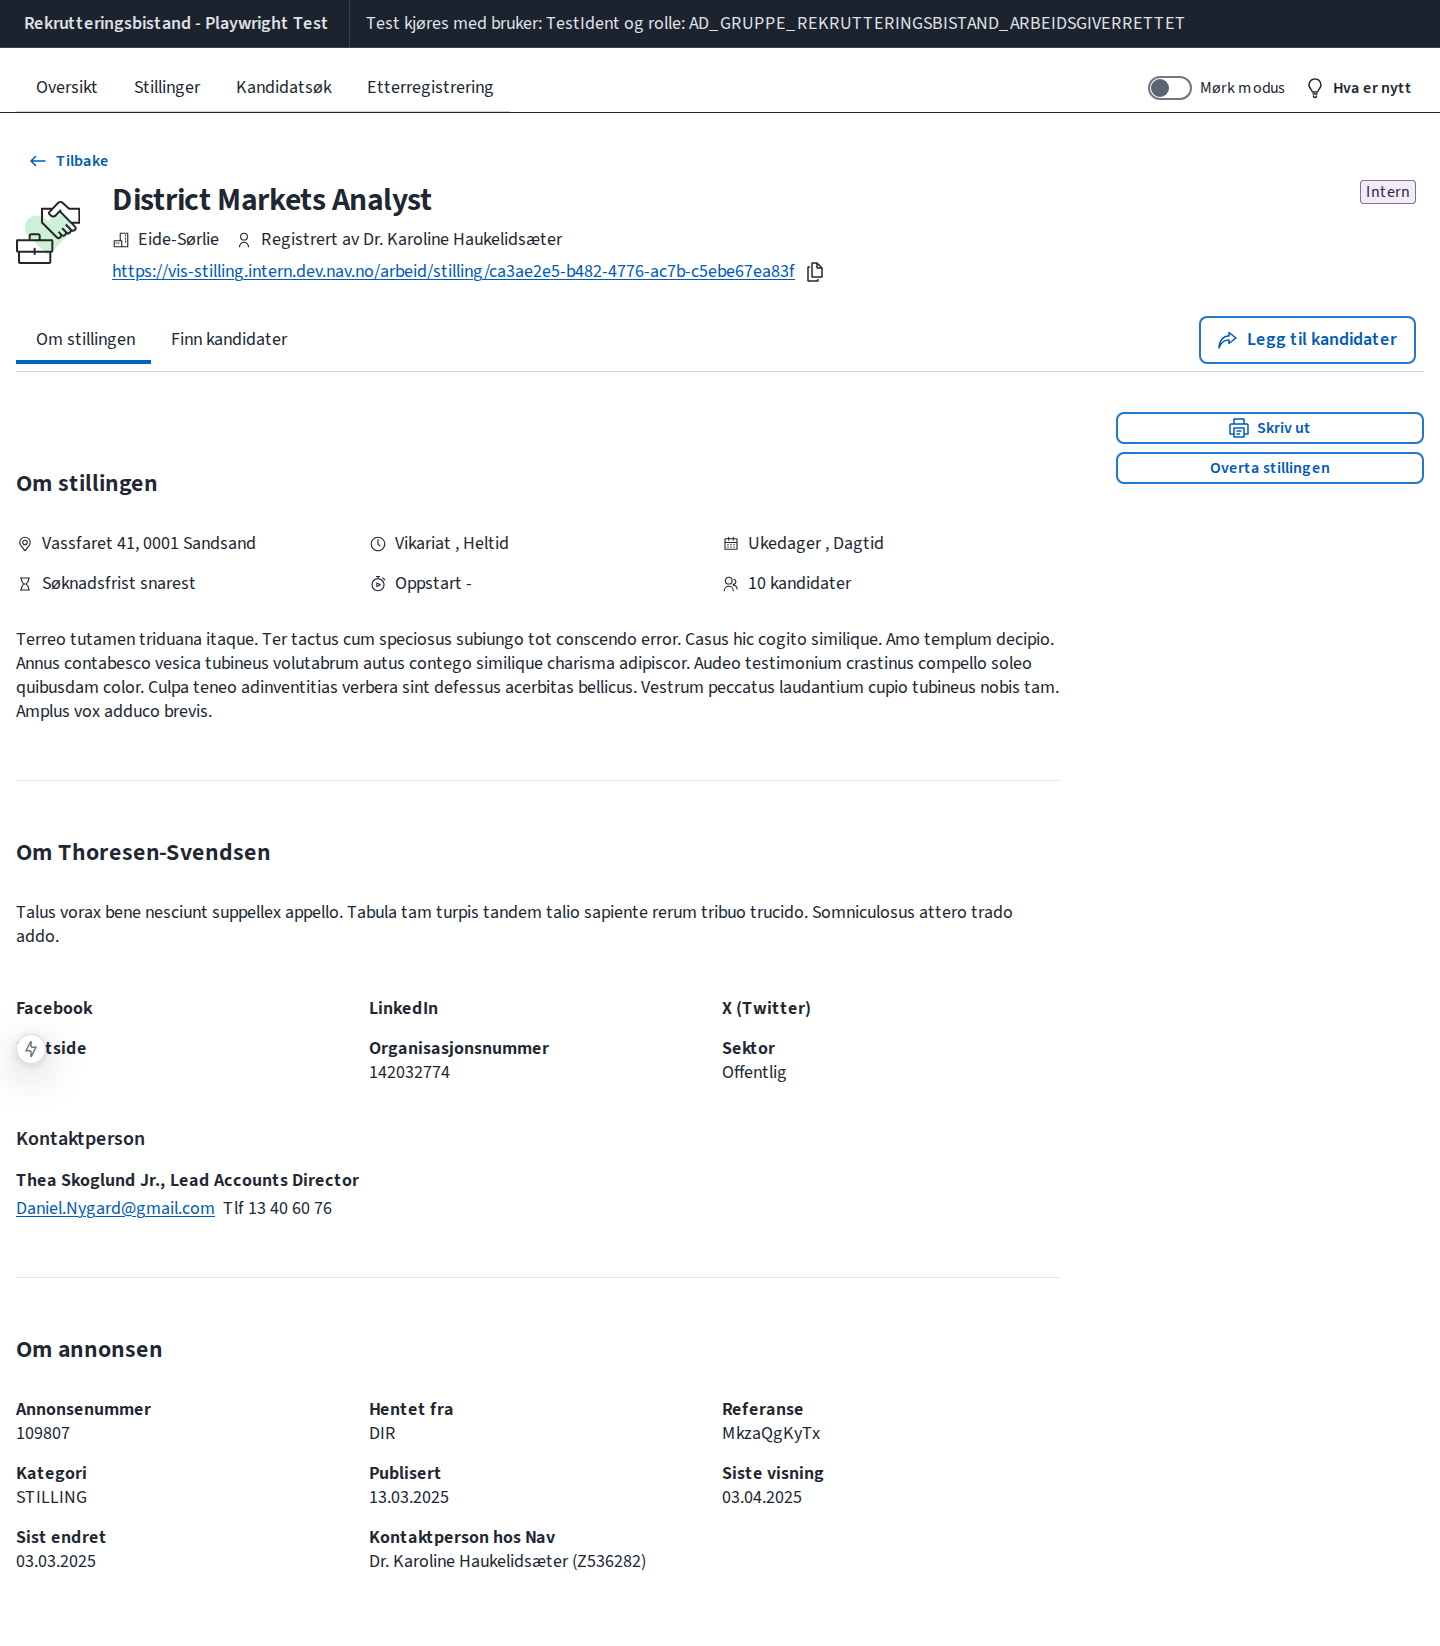 Rekrutteringsbistand - Playwright Test
Test kjøres med bruker: TestIdent og rolle: AD_GRUPPE_REKRUTTERINGSBISTAND_ARBEIDSGIVERRETTET
Oversikt Stillinger Kandidatsøk Etterregistrering
Mørk modus Hva er nytt
Tilbake
District Markets Analyst
Intern
Eide-Sørlie Registrert av Dr. Karoline Haukelidsæter
https://vis-stilling.intern.dev.nav.no/arbeid/stilling/ca3ae2e5-b482-4776-ac7b-c5ebe67ea83f
Om stillingen Finn kandidater
Legg til kandidater
Skriv ut
Overta stillingen
Om stillingen
Vassfaret 41, 0001 Sandsand Vikariat , Heltid Ukedager , Dagtid
Søknadsfrist snarest Oppstart - 10 kandidater
Terreo tutamen triduana itaque. Ter tactus cum speciosus subiungo tot conscendo error. Casus hic cogito similique. Amo templum decipio.
Annus contabesco vesica tubineus volutabrum autus contego similique charisma adipiscor. Audeo testimonium crastinus compello soleo
quibusdam color. Culpa teneo adinventitias verbera sint defessus acerbitas bellicus. Vestrum peccatus laudantium cupio tubineus nobis tam.
Amplus vox adduco brevis.
Om Thoresen-Svendsen
Talus vorax bene nesciunt suppellex appello. Tabula tam turpis tandem talio sapiente rerum tribuo trucido. Somniculosus attero trado
addo.
Facebook LinkedIn X (Twitter)
tside Organisasjonsnummer Sektor
142032774 Offentlig
Kontaktperson
Thea Skoglund Jr., Lead Accounts Director
Daniel.Nygard@gmail.com Tlf 13 40 60 76
Om annonsen
Annonsenummer Hentet fra Referanse
109807 DIR MkzaQgKyTx
Kategori Publisert Siste visning
STILLING 13.03.2025 03.04.2025
Sist endret Kontaktperson hos Nav
03.03.2025 Dr. Karoline Haukelidsæter (Z536282)